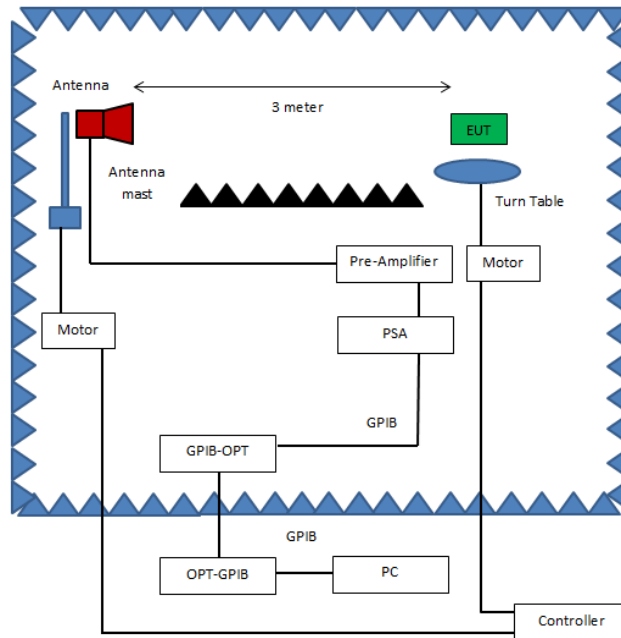 Antenna
3 meter
EUT
Antenna
mast
Turn Table
Pre-Amplifier
Motor
Motor
PSA
GPIB
GPIB-OPT
GPIB
OPT-GPIB
PC
Controller